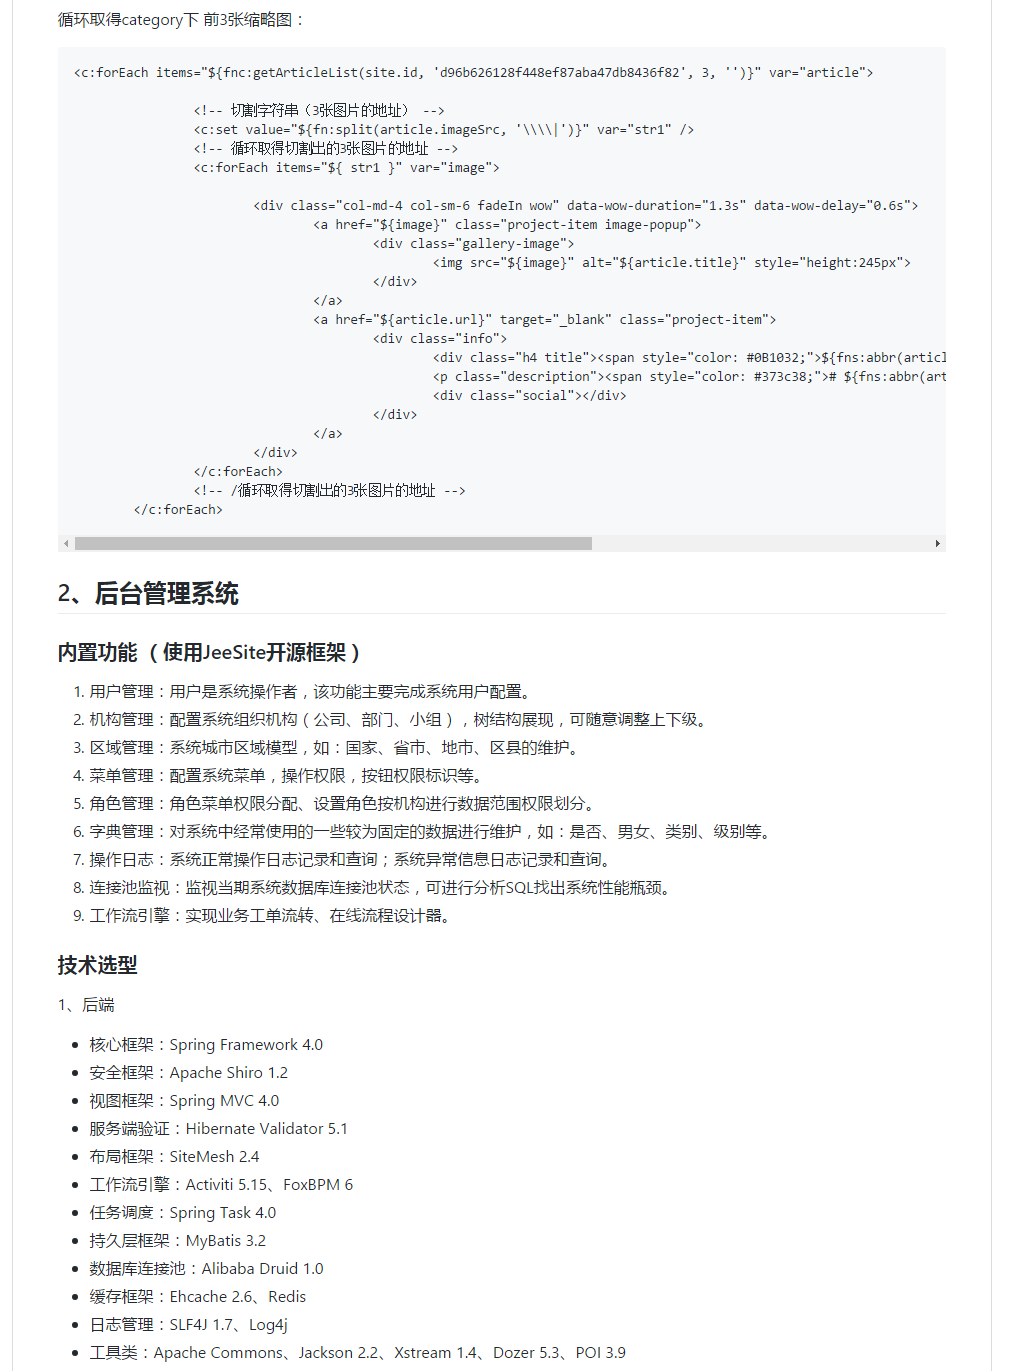 循环取得category下 前3张缩略图：
<c:forEach items="${fnc:getArticleList(site.id, 'd96b626128f448ef87aba47db8436f82', 3, '')}" var="article">
<!-- 切割字符串（3张图片的地址） -->
<c:set value="${fn:split(article.imageSrc, '\\\\|')}" var="str1" />
<!-- 循环取得切割出的3张图片的地址 -->
<c:forEach items="${ str1 }" var="image">
<div class="col-md-4 col-sm-6 fadeIn wow" data-wow-duration="1.3s" data-wow-delay="0.6s">
<a href="${image}" class="project-item image-popup">
<div class="gallery-image">
<img src="${image}" alt="${article.title}" style="height:245px">
</div>
</a>
<a href="${article.url}" target="_blank" class="project-item">
<div class="info">
<div class="h4 title"><span style="color: #0B1032;">${fns:abbr(articl
<p class="description"><span style="color: #373c38;"># ${fns:abbr(art
<div class="social"></div>
</div>
</a>
</div>
</c:forEach>
<!-- /循环取得切割出的3张图片的地址 -->
</c:forEach>
2、后台管理系统
内置功能 （使用JeeSite开源框架）
1. 用户管理：用户是系统操作者，该功能主要完成系统用户配置。
2. 机构管理：配置系统组织机构（公司、部门、小组），树结构展现，可随意调整上下级。
3. 区域管理：系统城市区域模型，如：国家、省市、地市、区县的维护。
4. 菜单管理：配置系统菜单，操作权限，按钮权限标识等。
5. 角色管理：角色菜单权限分配、设置角色按机构进行数据范围权限划分。
6. 字典管理：对系统中经常使用的一些较为固定的数据进行维护，如：是否、男女、类别、级别等。
7. 操作日志：系统正常操作日志记录和查询；系统异常信息日志记录和查询。
8. 连接池监视：监视当期系统数据库连接池状态，可进行分析SQL找出系统性能瓶颈。
9. 工作流引擎：实现业务工单流转、在线流程设计器。
技术选型
1、后端
• 核心框架：Spring Framework 4.0
• 安全框架：Apache Shiro 1.2
• 视图框架：Spring MVC 4.0
• 服务端验证：Hibernate Validator 5.1
• 布局框架：SiteMesh 2.4
• 工作流引擎：Activiti 5.15、FoxBPM 6
• 任务调度：Spring Task 4.0
• 持久层框架：MyBatis 3.2
• 数据库连接池：Alibaba Druid 1.0
• 缓存框架：Ehcache 2.6、Redis
• 日志管理：SLF4J 1.7、Log4j
• 工具类：Apache Commons、Jackson 2.2、Xstream 1.4、Dozer 5.3、POI 3.9